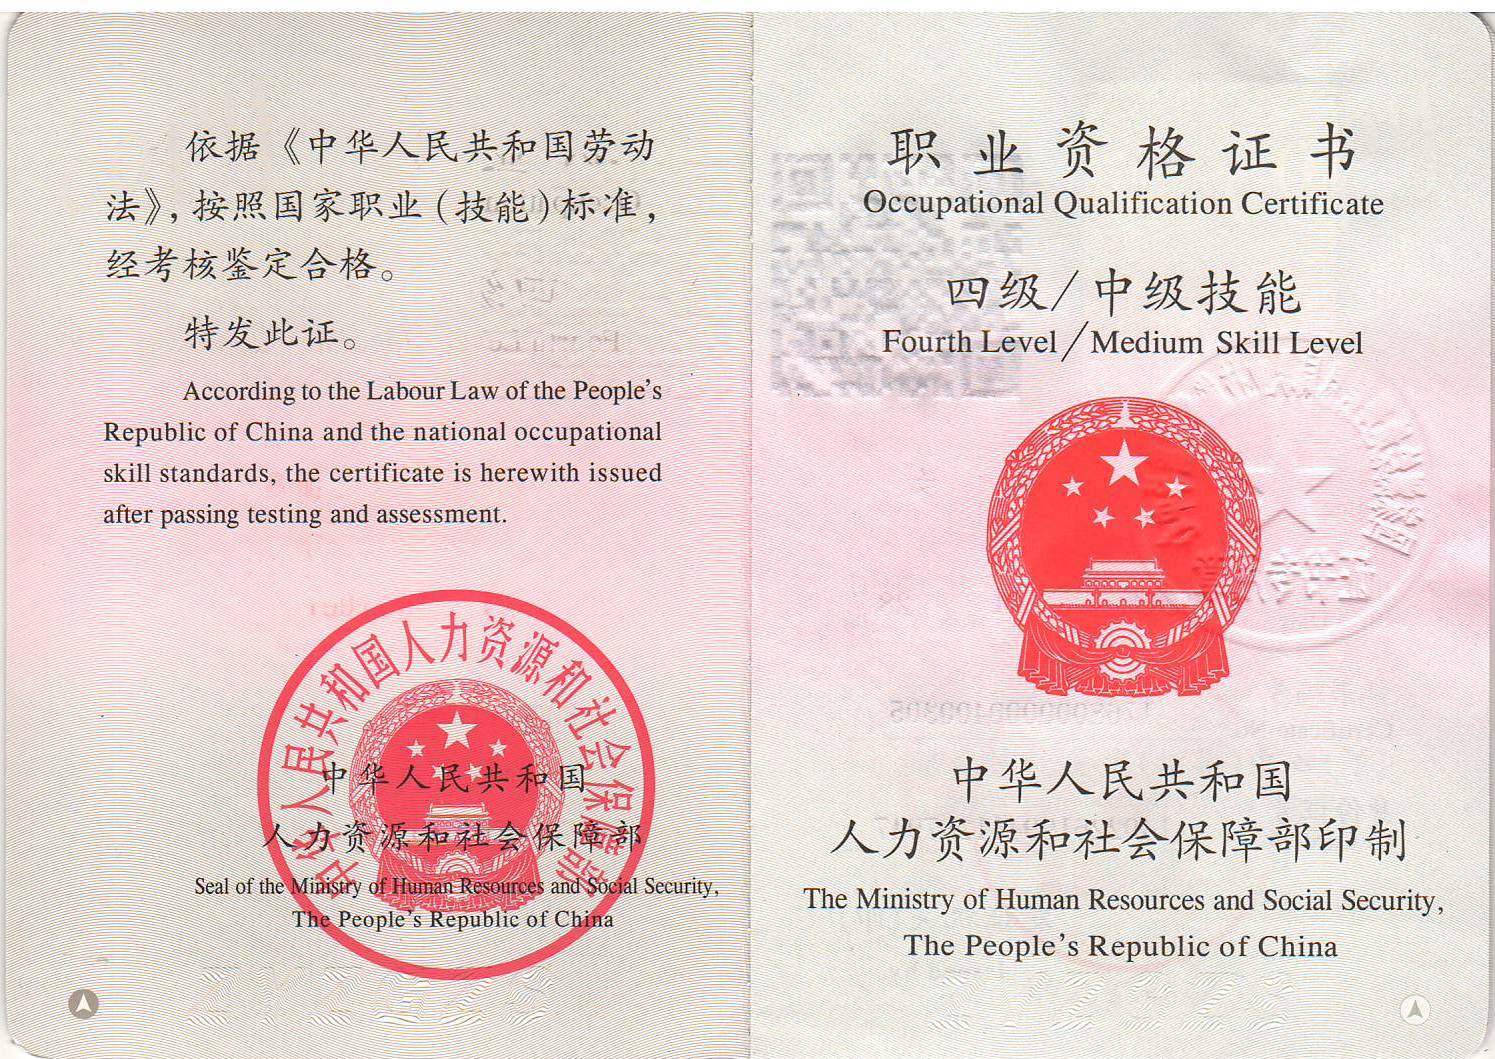 依据《中华人民共和国劳动
法》，按照国家职业（技能）标准，
经考核鉴定合格。
特发此证。
According to the Labour Law of the People's
Republic of China and the national occupational
skill standards, the certificate is herewith issued
after passing testing and assessment.
中华人民共和国人力资源和社会保障部
中华人民共和国
人力资源和社会保障部
Seal of the Ministry of Human Resources and Social Security,
The People's Republic of China
职业资格证书
Occupational Qualification Certificate
四级/中级技能
Fourth Level/Medium Skill Level
中华人民共和国
人力资源和社会保障部印制
The Ministry of Human Resources and Social Security,
The People's Republic of China